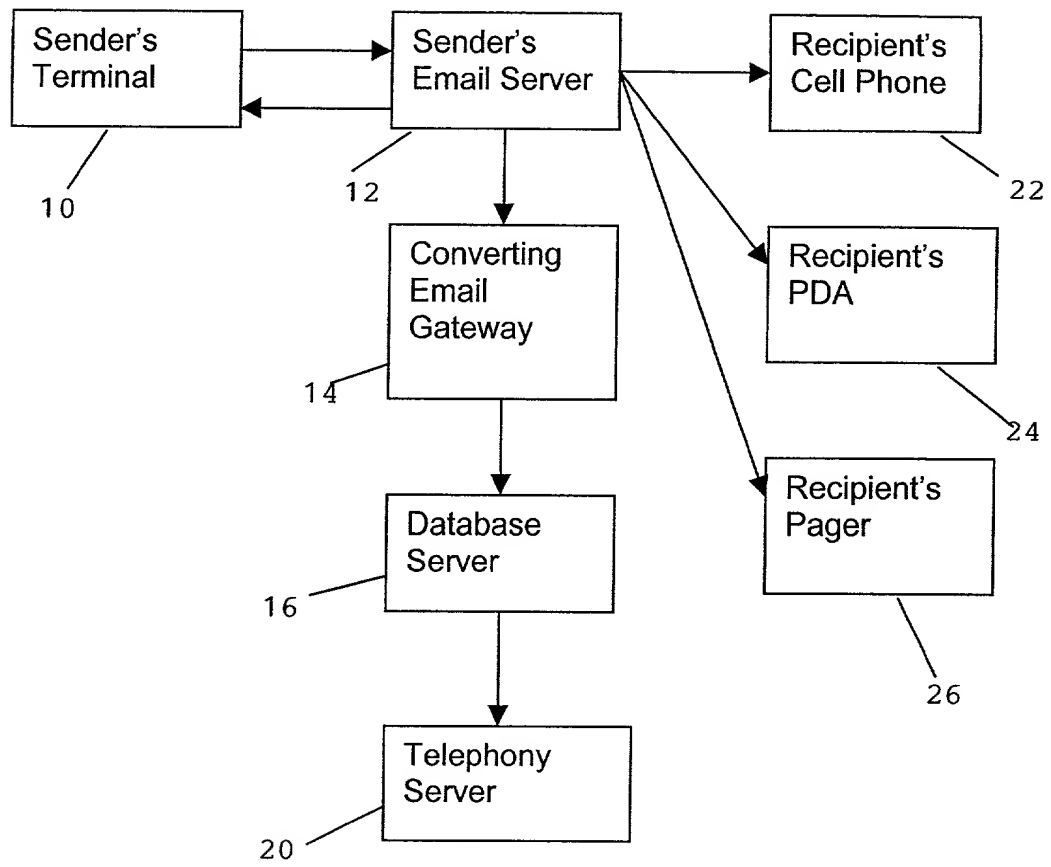 Sender's
Terminal
10
Sender's
Email Server
12
Recipient's
Cell Phone
22
Converting
Email
Gateway
14
Recipient's
PDA
24
Database
Server
16
Recipient's
Pager
26
Telephony
Server
20